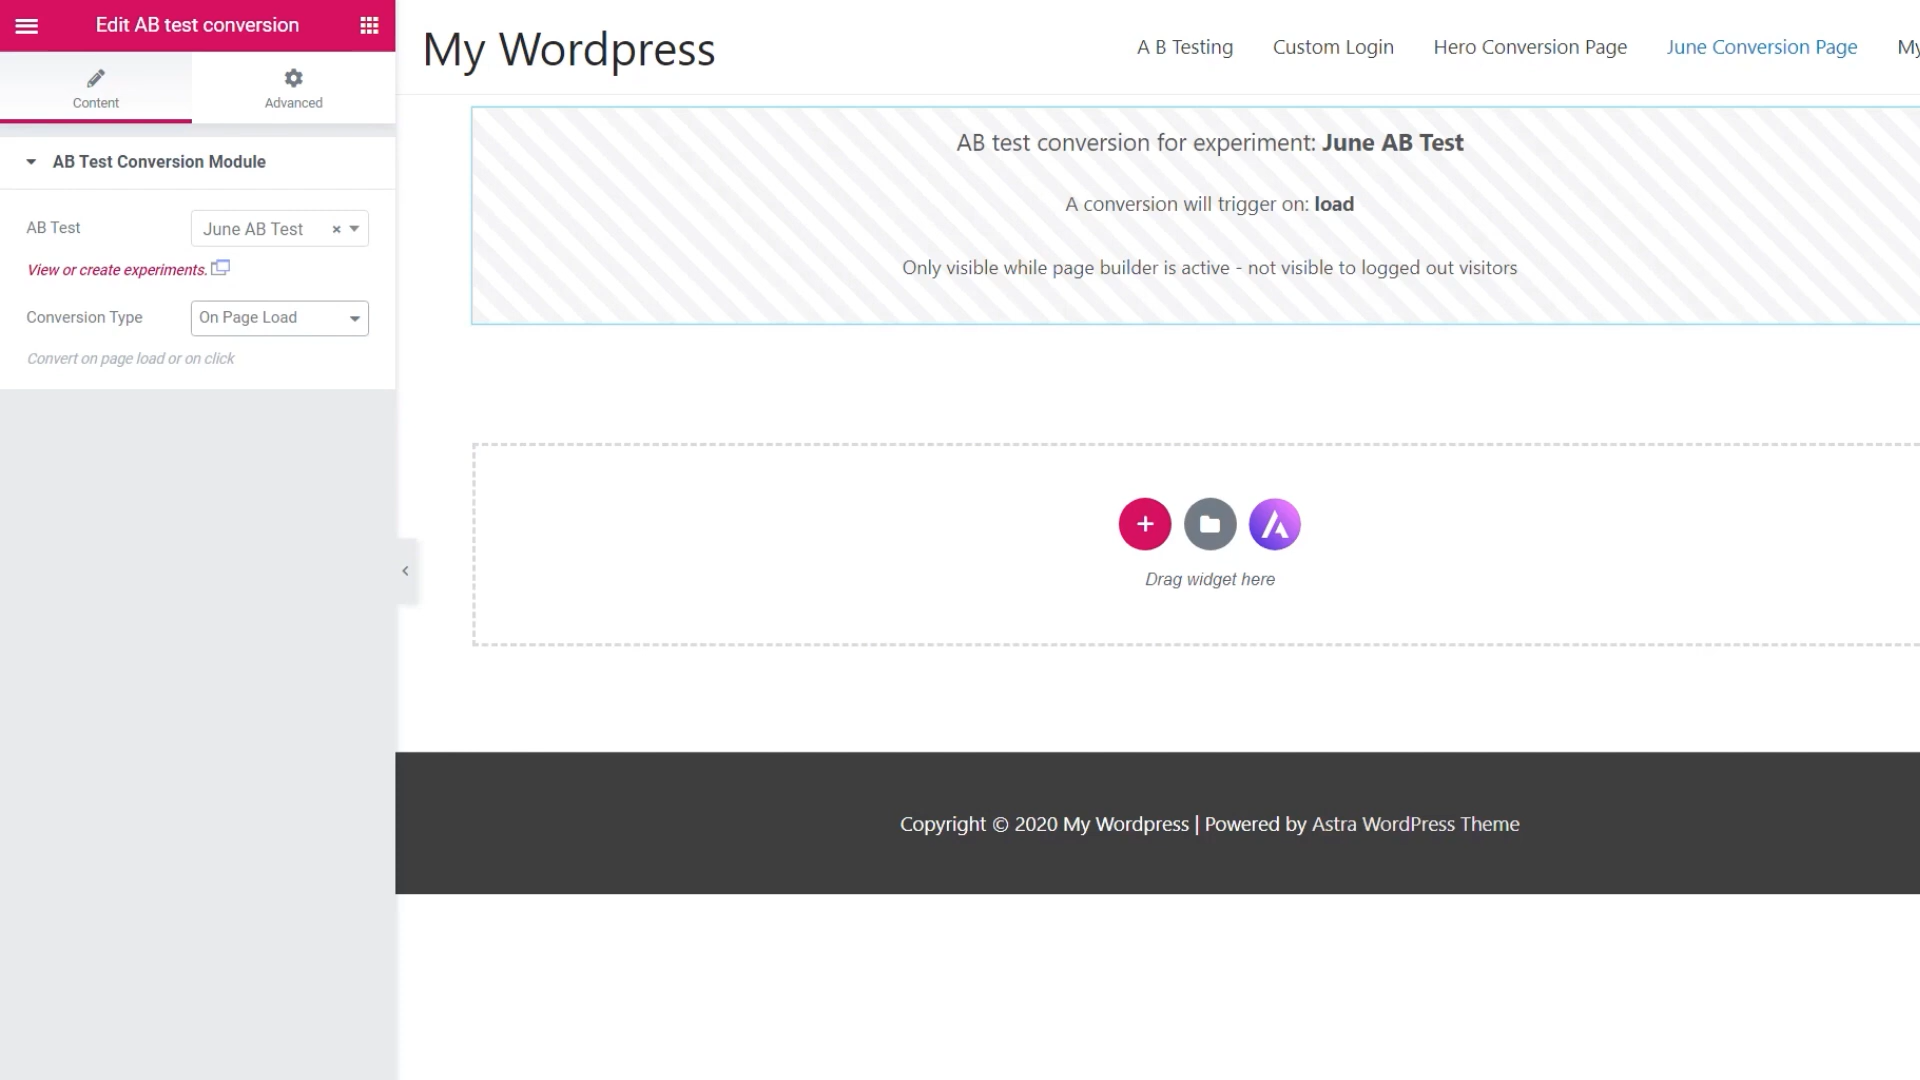 Edit AB test conversion
Content
Advanced
AB Test Conversion Module
AB Test
June AB Test
View or create experiments.
Conversion Type
On Page Load
Convert on page load or on click
My Wordpress
A B Testing
Custom Login
Hero Conversion Page
June Conversion Page
My
AB test conversion for experiment: June AB Test
A conversion will trigger on: load
Only visible while page builder is active - not visible to logged out visitors
Drag widget here
Copyright © 2020 My Wordpress | Powered by Astra WordPress Theme